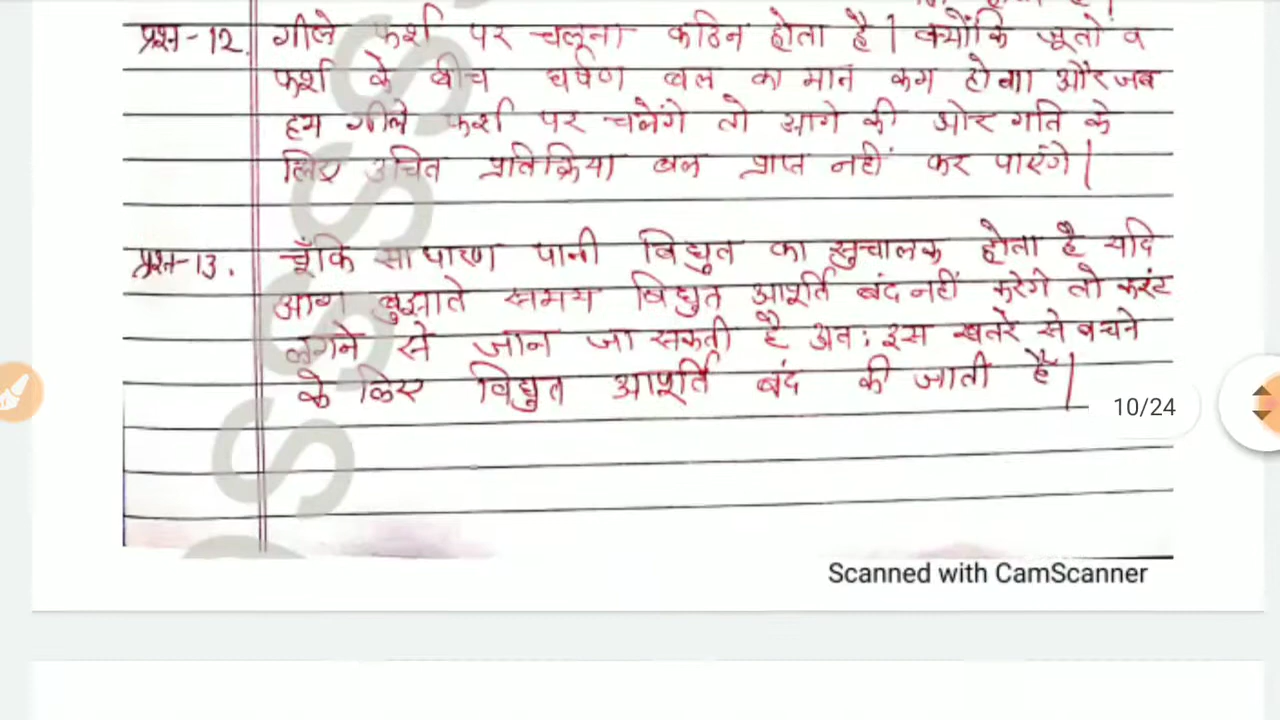 प्रश्न-12. गीले फर्श पर चलना कठिन होता है। क्योंकि जूतों व
फर्श के बीच घर्षण बल का मान कम होगा और जब
हम गीले फर्श पर चलेंगे तो आगे की ओर गति के
लिए उचित प्रतिक्रिया बल प्राप्त नहीं कर पाएंगे।
प्रश्न-13. चूँकि साधारण पानी विधुत का सुचालक होता है यदि
आग बुझाते समय विधुत आपूर्ति बंद नहीं करेगे तो करंट
लगने से जान जा सकती है अत: इस खतरे से बचने
के लिए विधुत आपूर्ति बंद की जाती है।
10/24
Scanned with CamScanner